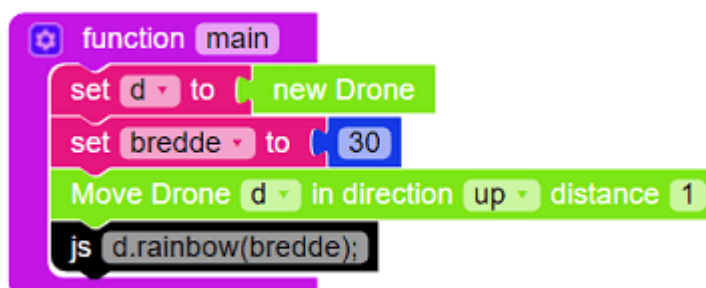 function main
set d to new Drone
set bredde to 30
Move Drone d in direction up distance 1
js d.rainbow(bredde);